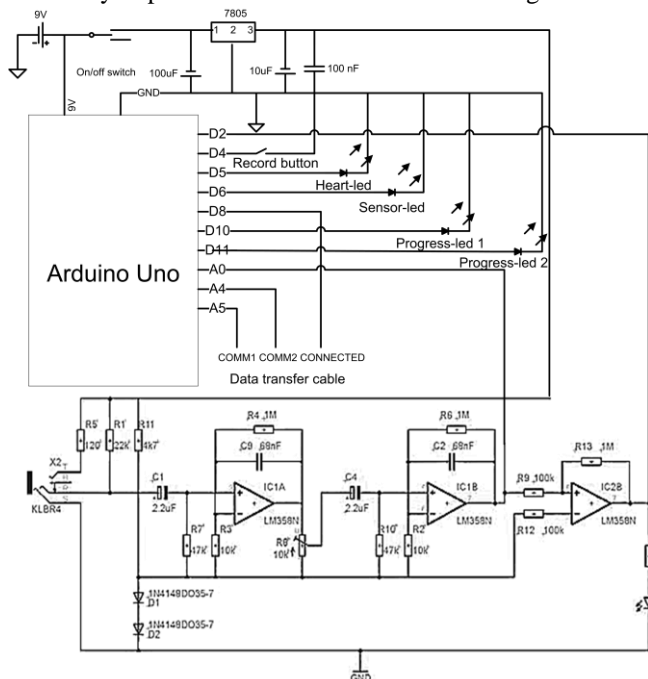 9V
7805
1 2 3
On/off switch
100uF
10uF
100 nF
9V
GND
D2
D4
Record button
D5
Heart-led
D6
Sensor-led
D8
D10
Progress-led 1
D11
Progress-led 2
Arduino Uno
A0
A4
A5
COMM1 COMM2 CONNECTED
Data transfer cable
R5
120
R1
22k
R11
4k7
X2
KLBR4
C1
2.2uF
R7
47k
R3
10k
R4 1M
C9 68nF
IC1A
LM358N
R8
10k
C4
2.2uF
R10
47k
R2
10k
R6 1M
C2 68nF
IC1B
LM358N
R9 100k
R12 100k
R13 1M
IC2B
LM358N
1N4148DO35-7
D1
1N4148DO35-7
D2
GND